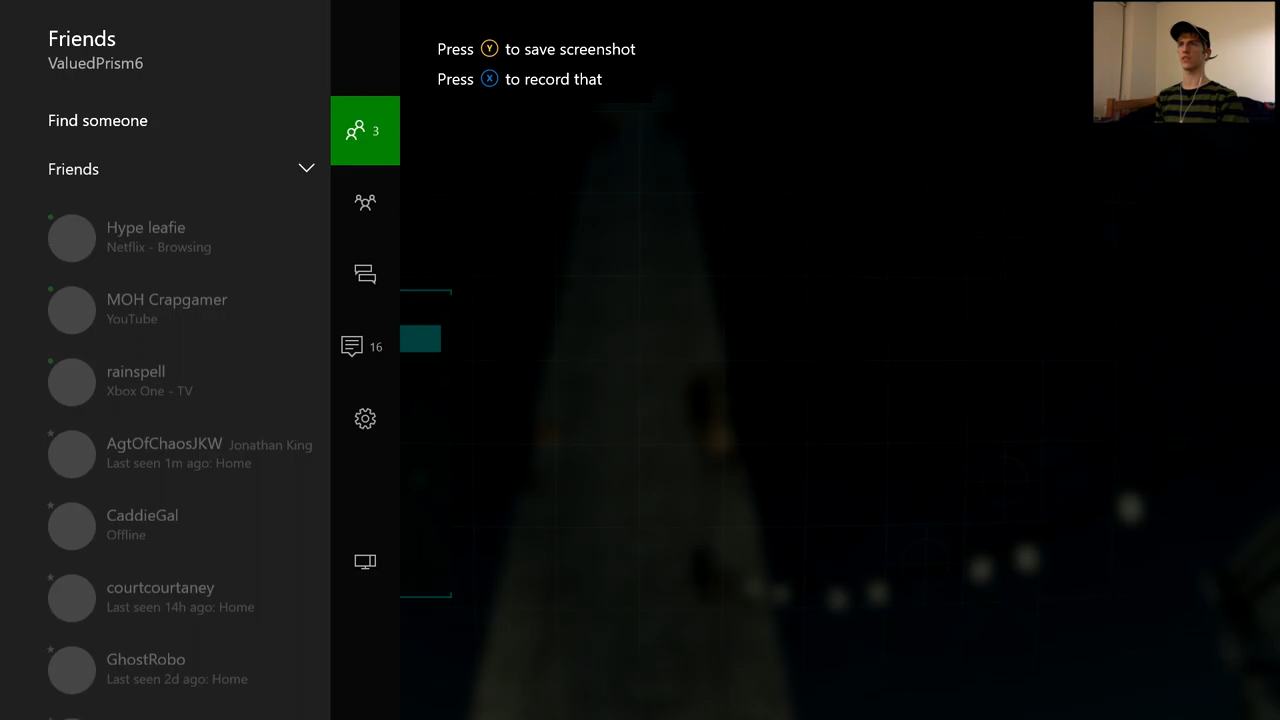 Friends
ValuedPrism6
Find someone
Friends
Hype leafie
Netflix - Browsing
MOH Crapgamer
YouTube
rainspell
Xbox One - TV
AgtOfChaosJKW Jonathan King
Last seen 1m ago: Home
CaddieGal
Offline
courtcourtaney
Last seen 14h ago: Home
GhostRobo
Last seen 2d ago: Home
3
16
Press Y to save screenshot
Press X to record that